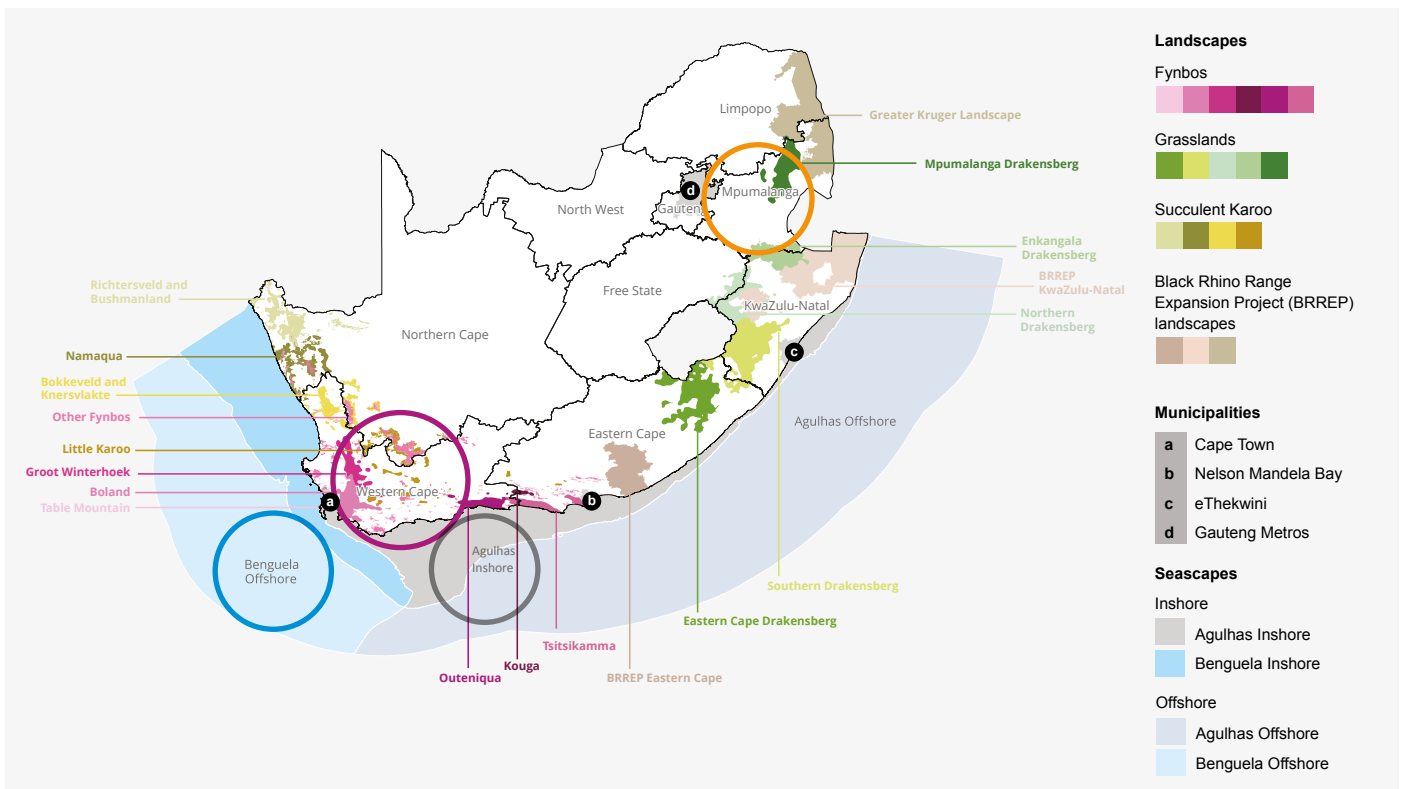 Limpopo
Greater Kruger Landscape
Mpumalanga Drakensberg
d
Mpumalanga
North West
Gauteng
Enkangala
Drakensberg
BRREP
KwaZulu-Natal
Richtersveld and
Bushmanland
Free State
KwaZulu-Natal
Northern
Drakensberg
Northern Cape
Namaqua
c
Bokkeveld and
Knersvlakte
Other Fynbos
Agulhas Offshore
Eastern Cape
Little Karoo
Groot Winterhoek
Boland
Western Cape
a
b
Table Mountain
Agulhas
Inshore
Benguela
Offshore
Southern Drakensberg
Eastern Cape Drakensberg
Tsitsikamma
Kouga
Outeniqua
BRREP Eastern Cape
Landscapes
Fynbos
Grasslands
Succulent Karoo
Black Rhino Range
Expansion Project (BRREP)
landscapes
Municipalities
a Cape Town
b Nelson Mandela Bay
c eThekwini
d Gauteng Metros
Seascapes
Inshore
Agulhas Inshore
Benguela Inshore
Offshore
Agulhas Offshore
Benguela Offshore